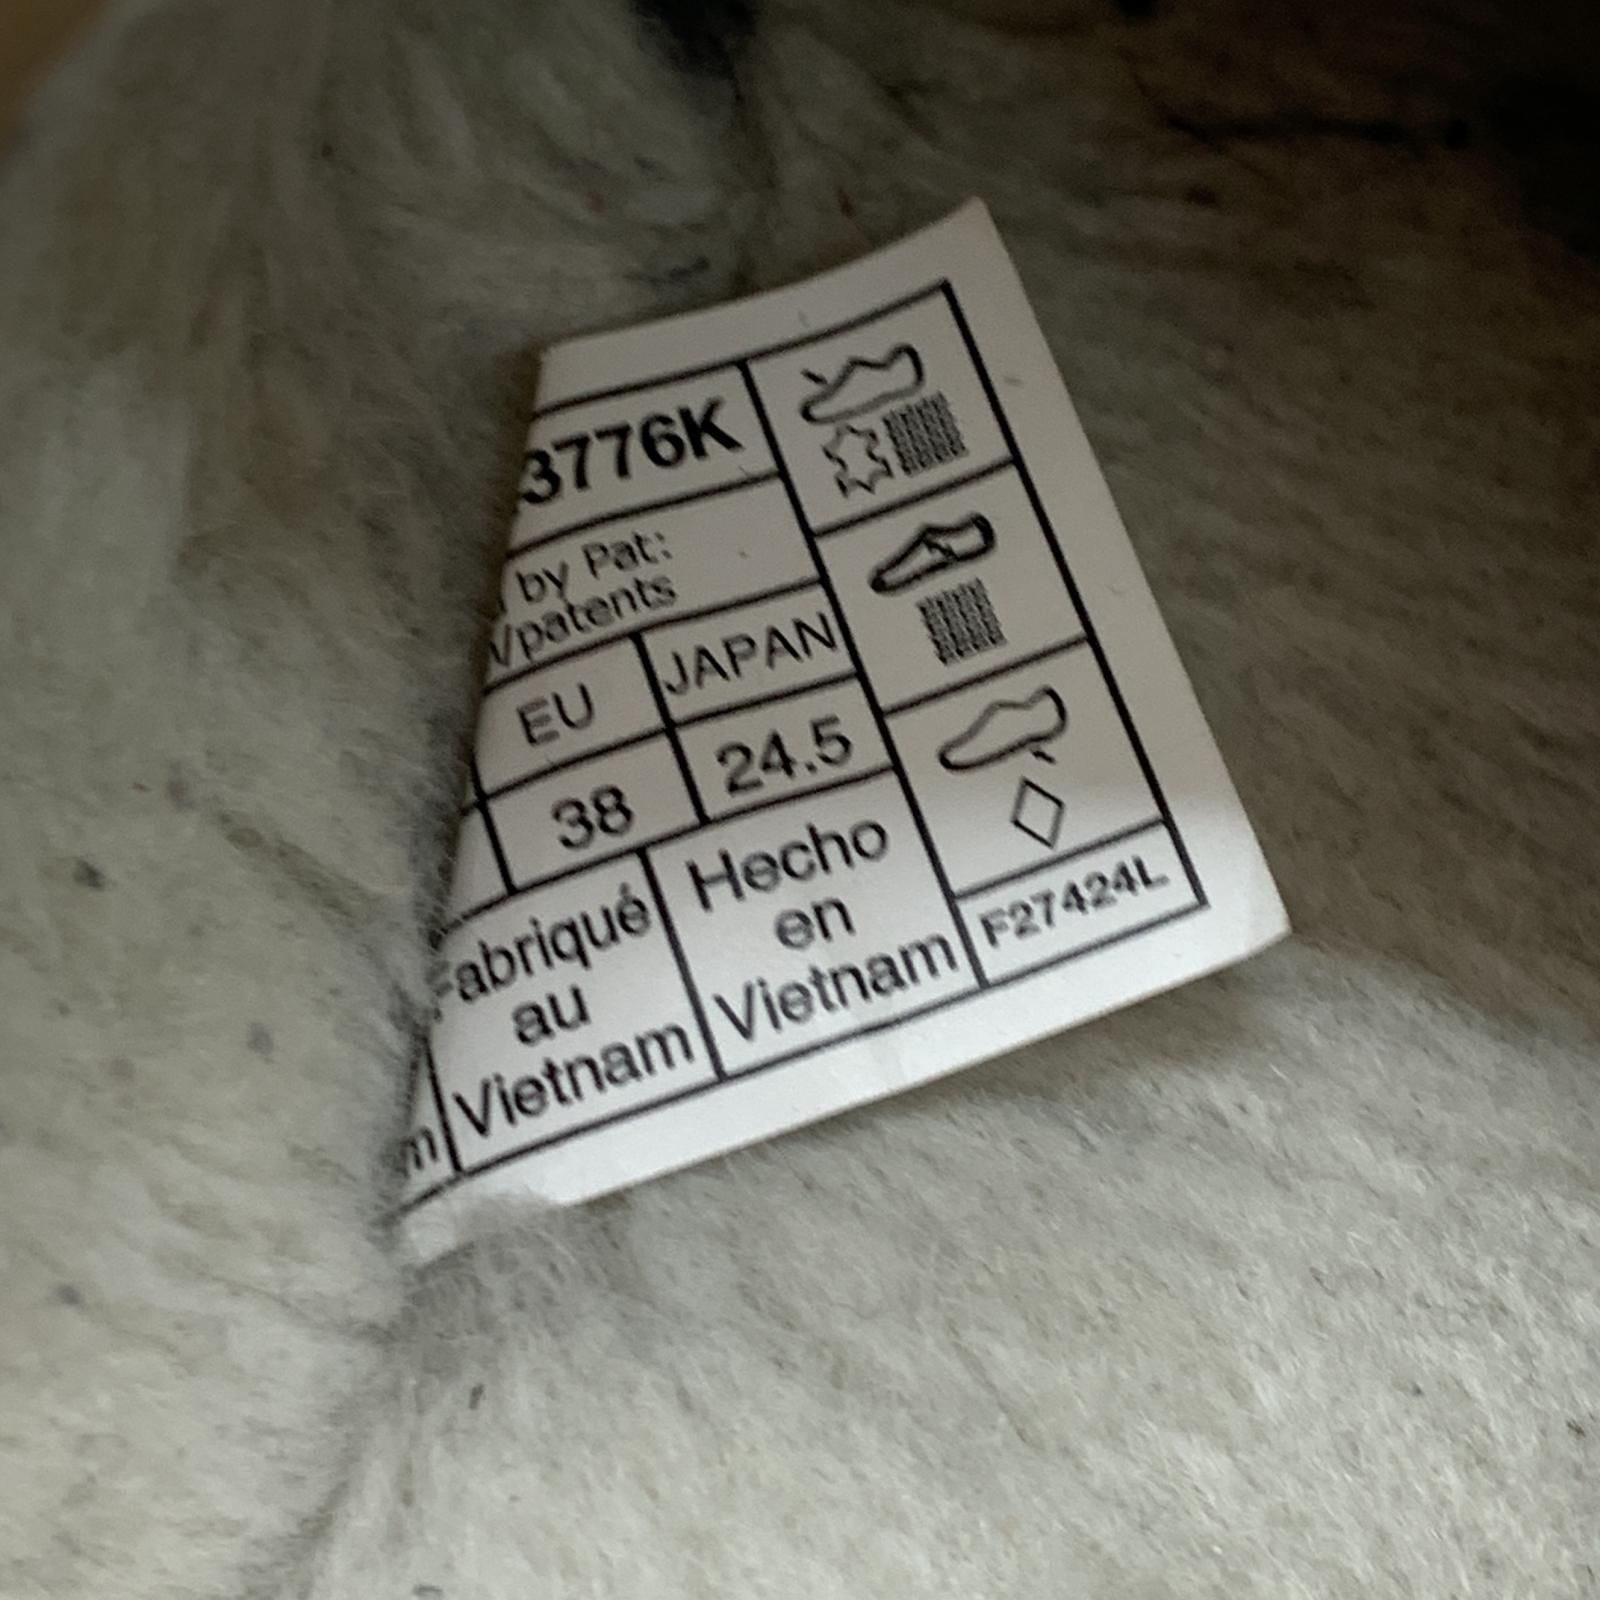 3776K
by Pat:
/patents
EU
JAPAN
38
24.5
Fabriqué
au
Vietnam
Hecho
en
Vietnam
F27424L
m